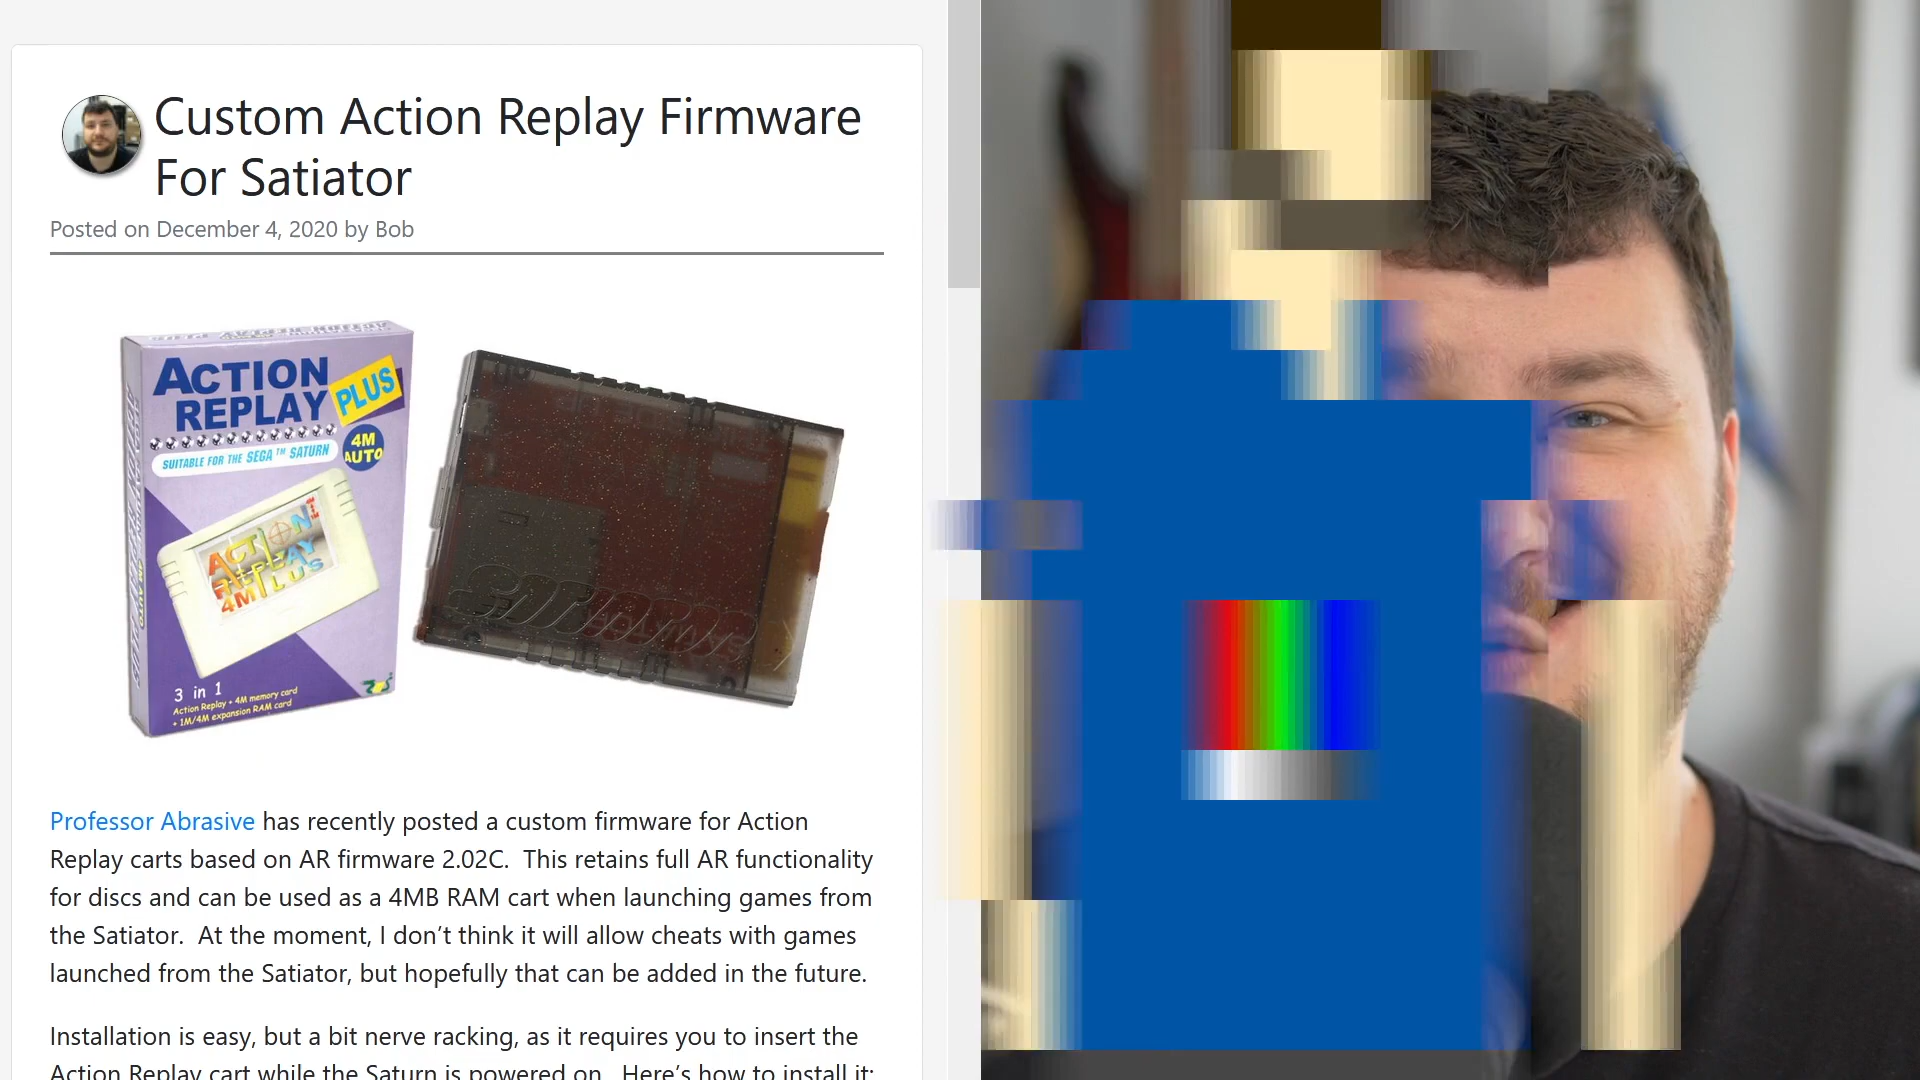 Custom Action Replay Firmware
For Satiator
Posted on December 4, 2020 by Bob
ACTION
REPLAY
PLUS
4M
AUTO
SUITABLE FOR THE SEGA™ SATURN
ACTION
REPLAY
4M PLUS
3 in 1
Action Replay • 4M memory card
• 1M/4M expansion RAM card
Professor Abrasive has recently posted a custom firmware for Action
Replay carts based on AR firmware 2.02C.  This retains full AR functionality
for discs and can be used as a 4MB RAM cart when launching games from
the Satiator.  At the moment, I don’t think it will allow cheats with games
launched from the Satiator, but hopefully that can be added in the future.
Installation is easy, but a bit nerve racking, as it requires you to insert the
Action Replay cart while the Saturn is powered on.  Here’s how to install it: